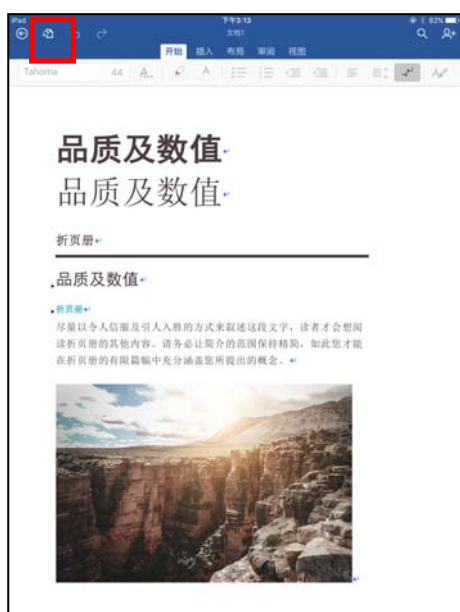 iPad 下午3:13 82%
文档1
开始 插入 布局 审阅 视图
Tahoma 44 A A
品质及数值
品质及数值
折页册
品质及数值
折页册
尽量以令人信服及引人入胜的方式来叙述这段文字，读者才会想阅
读折页册的其他内容。请务必让简介的范围保持精简，如此您才能
在折页册的有限篇幅中充分涵盖您所提出的概念。